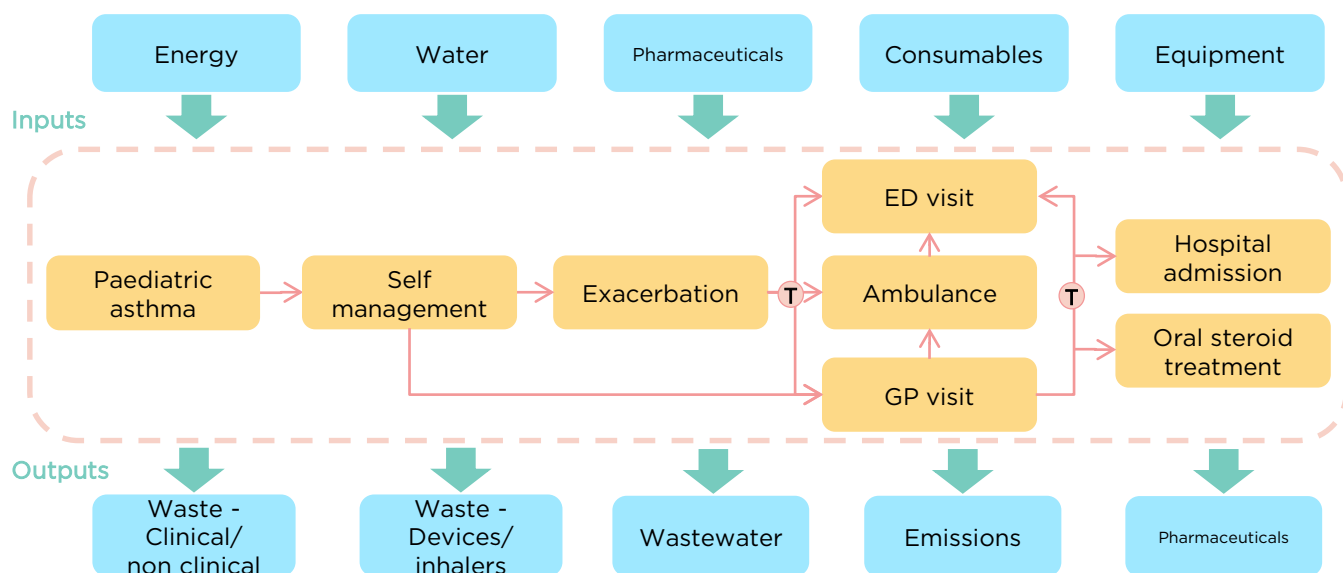 Energy
Water
Pharmaceuticals
Consumables
Equipment
Inputs
ED visit
Hospital
admission
Paediatric
asthma
Self
management
Exacerbation
T
Ambulance
T
Oral steroid
treatment
GP visit
Outputs
Waste -
Clinical/
non clinical
Waste -
Devices/
inhalers
Wastewater
Emissions
Pharmaceuticals